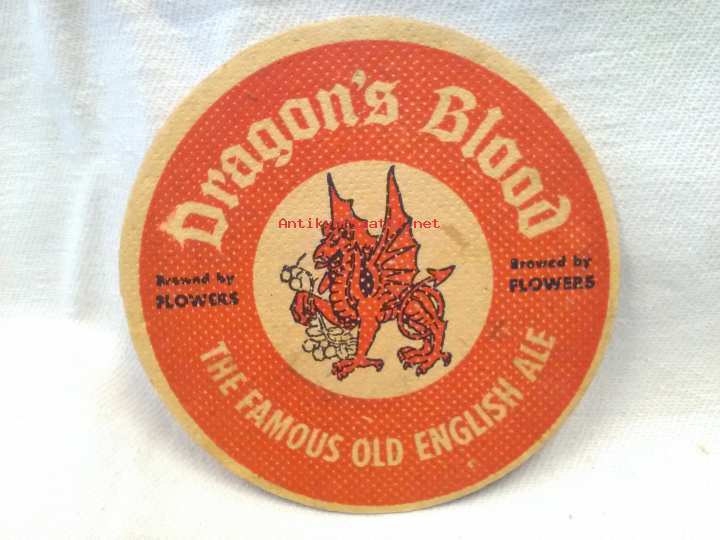 Dragon's Blood
Brewed by
FLOWERS
Brewed by
FLOWERS
THE FAMOUS OLD ENGLISH ALE